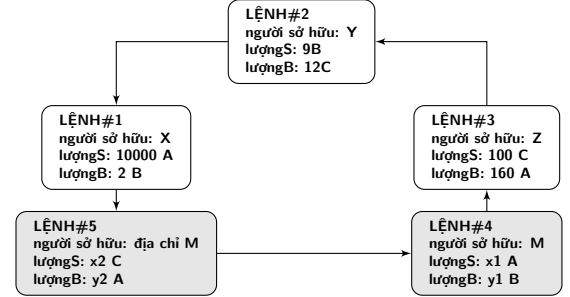 LỆNH#2
người sở hữu: Y
lượngS: 9B
lượngB: 12C
LỆNH#1
người sở hữu: X
lượngS: 10000 A
lượngB: 2 B
LỆNH#3
người sở hữu: Z
lượngS: 100 C
lượngB: 160 A
LỆNH#5
người sở hữu: địa chỉ M
lượngS: x2 C
lượngB: y2 A
LỆNH#4
người sở hữu: M
lượngS: x1 A
lượngB: y1 B